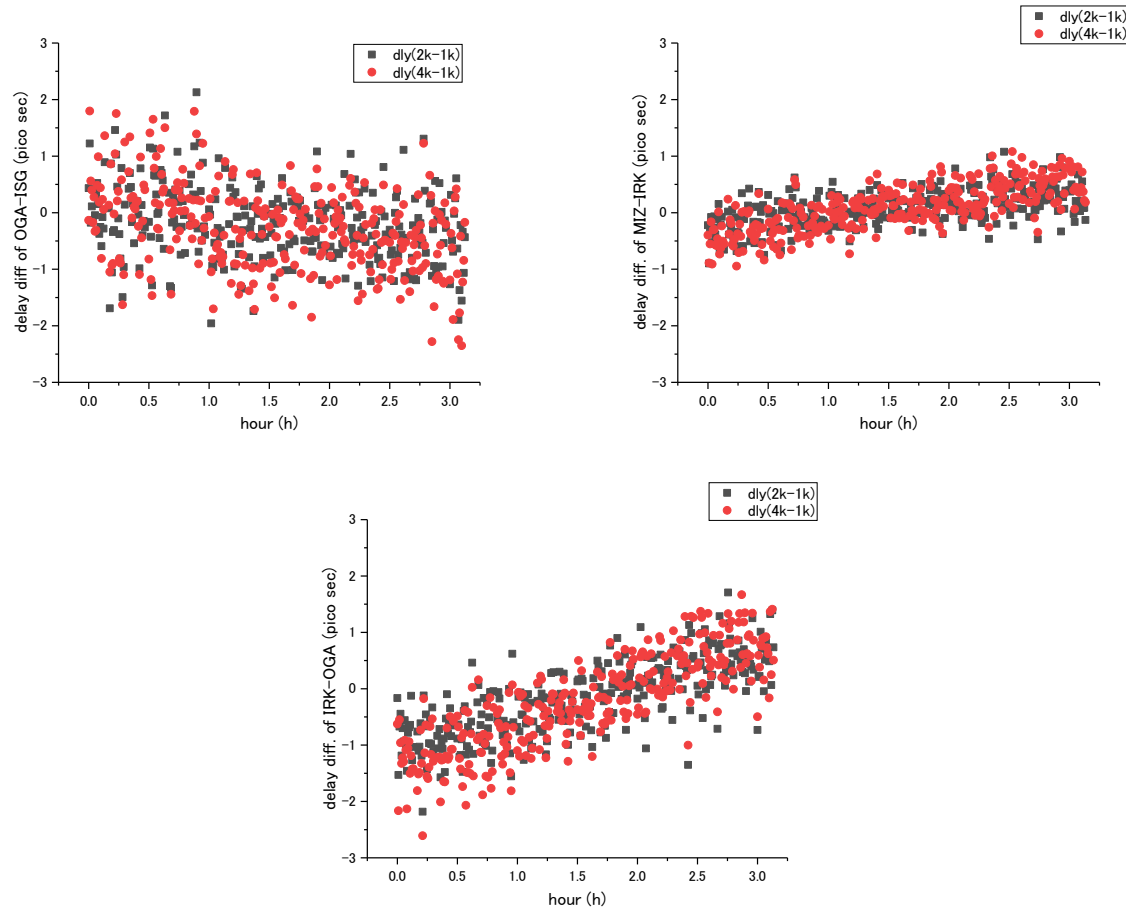 dly(2k-1k)
dly(4k-1k)
3
2
1
0
-1
-2
-3
delay diff of OGA-ISG (pico sec)
0.0 0.5 1.0 1.5 2.0 2.5 3.0
hour (h)
dly(2k-1k)
dly(4k-1k)
3
2
1
0
-1
-2
-3
delay diff. of MIZ-IRK (pico sec)
0.0 0.5 1.0 1.5 2.0 2.5 3.0
hour (h)
dly(2k-1k)
dly(4k-1k)
3
2
1
0
-1
-2
-3
delay diff. of IRK-OGA (pico sec)
0.0 0.5 1.0 1.5 2.0 2.5 3.0
hour (h)